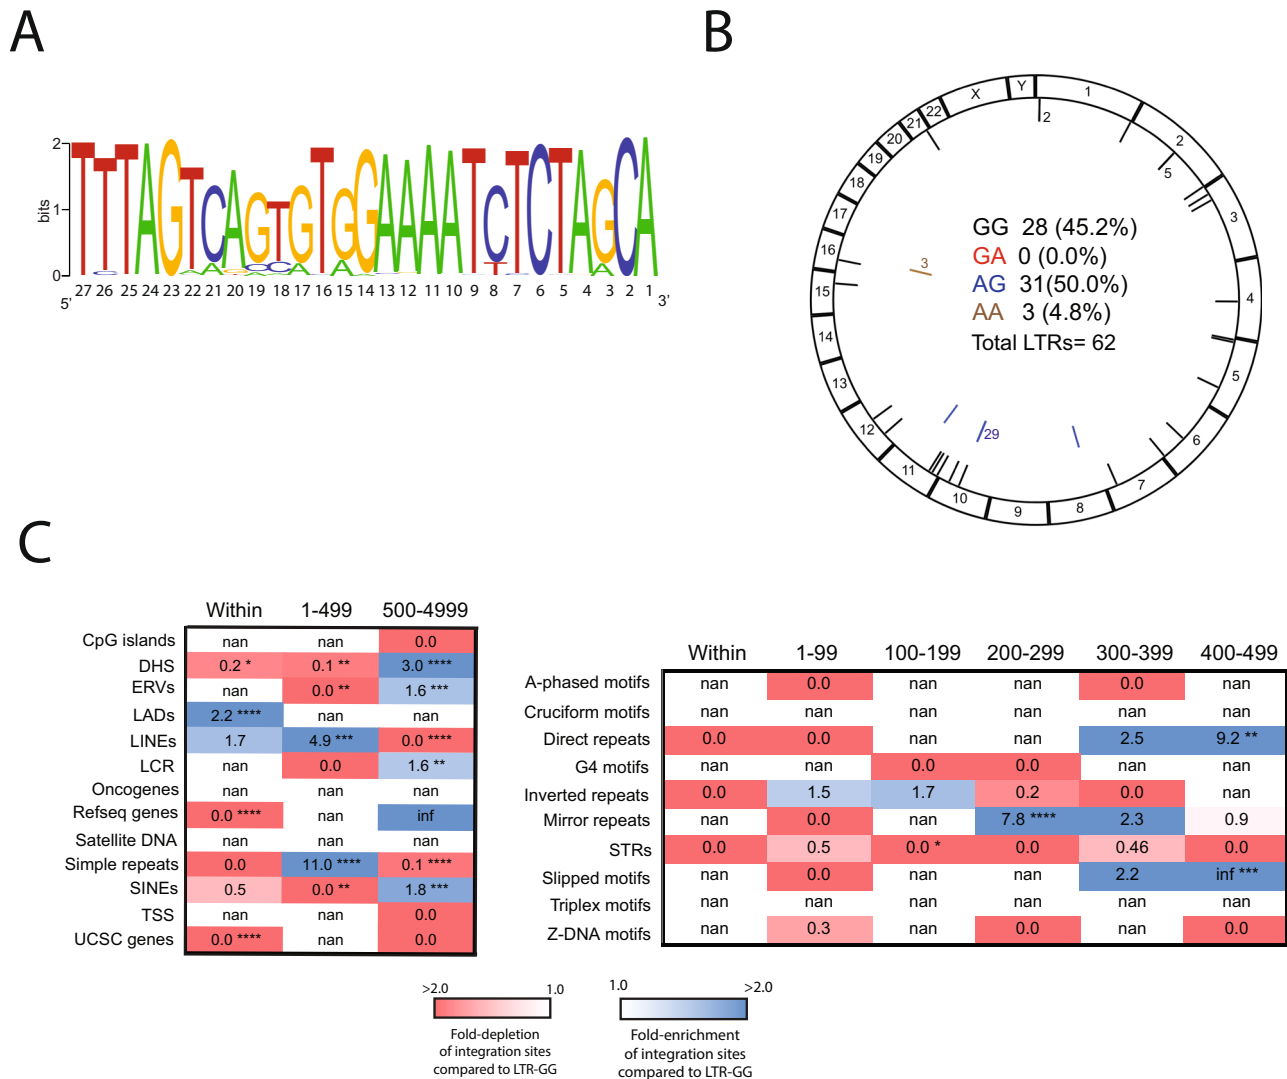 A
B
bits
2
1
0
TTTAGTCAGTGTGGAAAATCTCTAGCA
27 26 25 24 23 22 21 20 19 18 17 16 15 14 13 12 11 10 9 8 7 6 5 4 3 2 1
5' 3'
1 2 3 4 5 6 7 8 9 10 11 12 13 14 15 16 17 18 19 20 21 22 X Y
2
5
3
29
GG 28 (45.2%)
GA 0 (0.0%)
AG 31(50.0%)
AA 3 (4.8%)
Total LTRs= 62
C
Within 1-499 500-4999
CpG islands nan nan 0.0
DHS 0.2 * 0.1 ** 3.0 ****
ERVs nan 0.0 ** 1.6 ***
LADs 2.2 **** nan nan
LINEs 1.7 4.9 *** 0.0 ****
LCR nan 0.0 1.6 **
Oncogenes nan nan nan
Refseq genes 0.0 **** nan inf
Satellite DNA nan nan nan
Simple repeats 0.0 11.0 **** 0.1 ****
SINEs 0.5 0.0 ** 1.8 ***
TSS nan nan 0.0
UCSC genes 0.0 **** nan 0.0
Within 1-99 100-199 200-299 300-399 400-499
A-phased motifs nan 0.0 nan nan 0.0 nan
Cruciform motifs nan nan nan nan nan nan
Direct repeats 0.0 0.0 nan nan 2.5 9.2 **
G4 motifs nan nan 0.0 0.0 nan nan
Inverted repeats 0.0 1.5 1.7 0.2 0.0 nan
Mirror repeats nan 0.0 nan 7.8 **** 2.3 0.9
STRs 0.0 0.5 0.0 * 0.0 0.46 0.0
Slipped motifs nan 0.0 nan nan 2.2 inf ***
Triplex motifs nan nan nan nan nan nan
Z-DNA motifs nan 0.3 nan 0.0 nan 0.0
>2.0 1.0
Fold-depletion
of integration sites
compared to LTR-GG
1.0 >2.0
Fold-enrichment
of integration sites
compared to LTR-GG